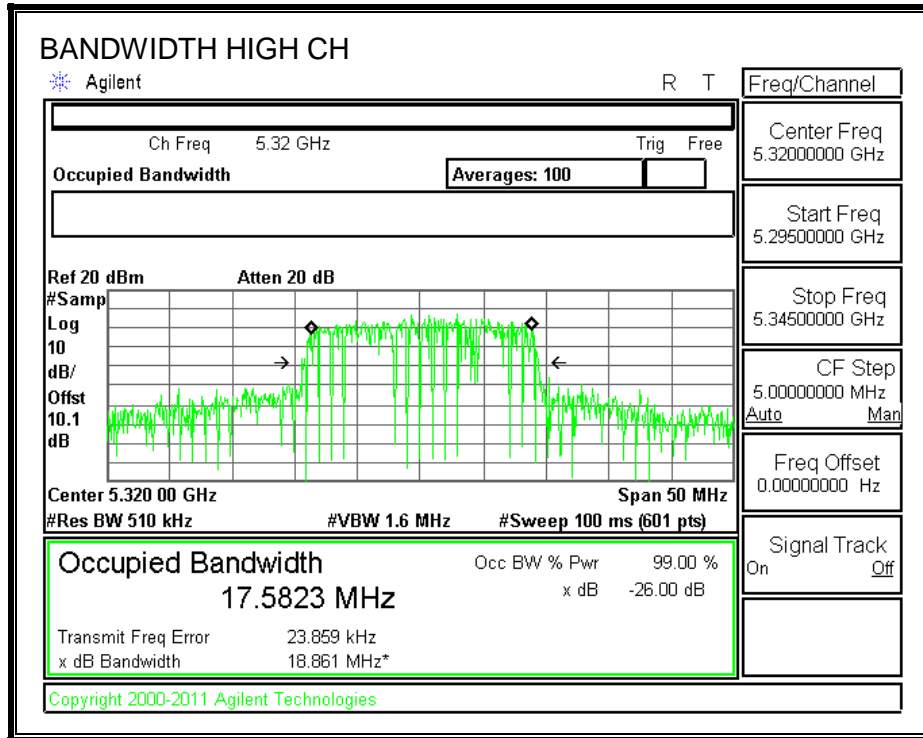 BANDWIDTH HIGH CH
Agilent R T
Ch Freq 5.32 GHz Trig Free
Occupied Bandwidth Averages: 100
Ref 20 dBm Atten 20 dB
#Samp
Log
10
dB/
Offst
10.1
dB
Center 5.320 00 GHz Span 50 MHz
#Res BW 510 kHz #VBW 1.6 MHz #Sweep 100 ms (601 pts)
Occupied Bandwidth
17.5823 MHz
Occ BW % Pwr 99.00 %
x dB -26.00 dB
Transmit Freq Error 23.859 kHz
x dB Bandwidth 18.861 MHz*
Copyright 2000-2011 Agilent Technologies
Freq/Channel
Center Freq
5.32000000 GHz
Start Freq
5.29500000 GHz
Stop Freq
5.34500000 GHz
CF Step
5.00000000 MHz
Auto Man
Freq Offset
0.00000000 Hz
Signal Track
On Off